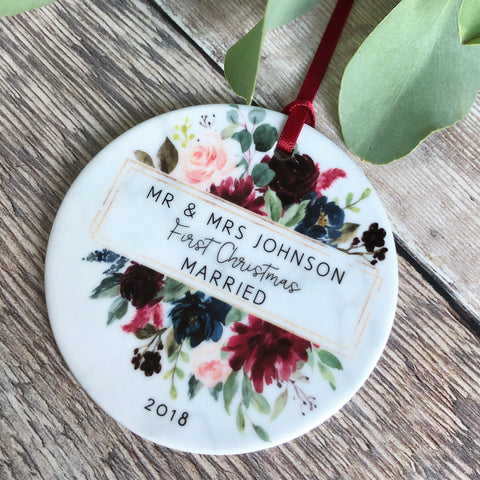 MR & MRS JOHNSON
First Christmas
MARRIED
2018